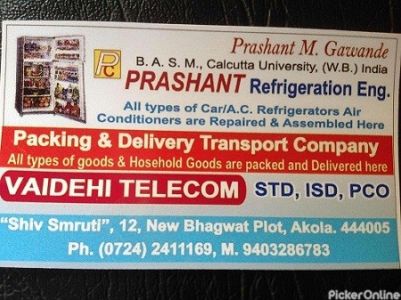 Prashant M. Gawande
PC
B. A. S. M., Calcutta University, (W.B.) India
PRASHANT Refrigeration Eng.
All types of Car/A.C. Refrigerators Air
Conditioners are Repaired & Assembled Here
Packing & Delivery Transport Company
All types of goods & Hosehold Goods are packed and Delivered here
VAIDEHI TELECOM STD, ISD, PCO
"Shiv Smruti", 12, New Bhagwat Plot, Akola. 444005
Ph. (0724) 2411169, M. 9403286783
PickerOnline